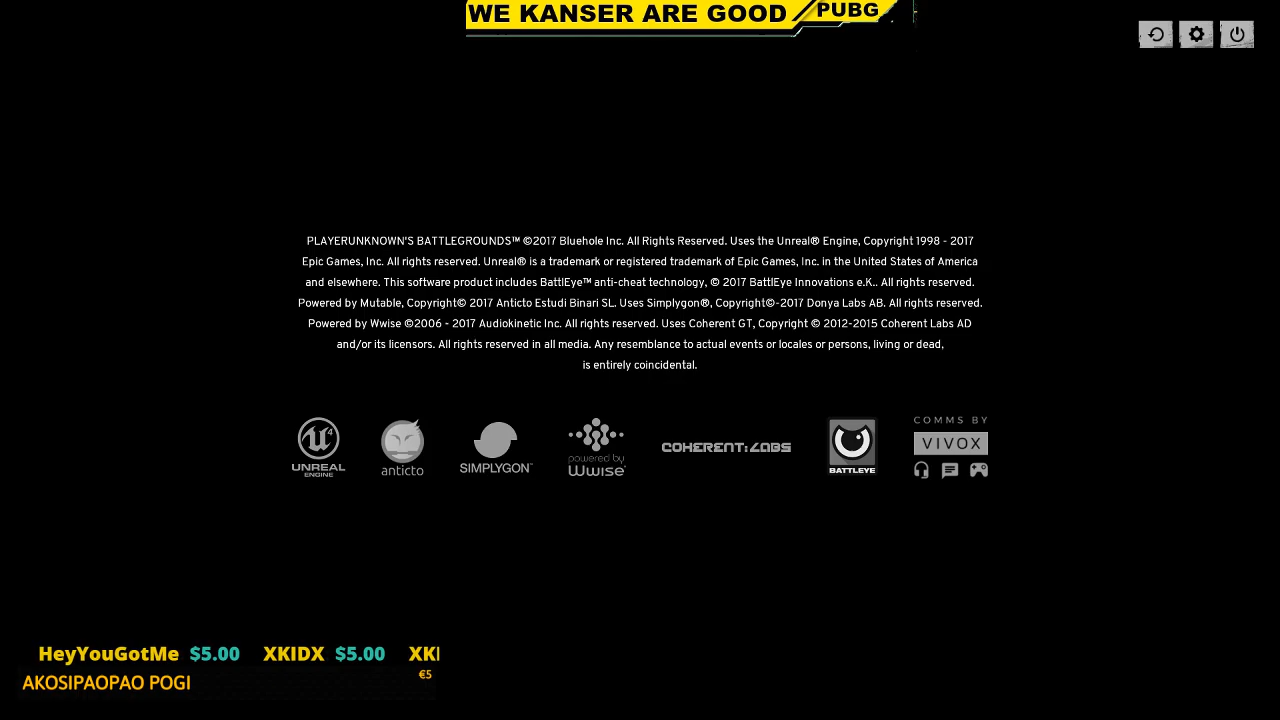 WE KANSER ARE GOOD PUBG
PLAYERUNKNOWN'S BATTLEGROUNDS™ ©2017 Bluehole Inc. All Rights Reserved. Uses the Unreal® Engine, Copyright 1998 - 2017
Epic Games, Inc. All rights reserved. Unreal® is a trademark or registered trademark of Epic Games, Inc. in the United States of America
and elsewhere. This software product includes BattlEye™ anti-cheat technology, © 2017 BattlEye Innovations e.K.. All rights reserved.
Powered by Mutable, Copyright© 2017 Anticto Estudi Binari SL. Uses Simplygon®, Copyright©-2017 Donya Labs AB. All rights reserved.
Powered by Wwise ©2006 - 2017 Audiokinetic Inc. All rights reserved. Uses Coherent GT, Copyright © 2012-2015 Coherent Labs AD
and/or its licensors. All rights reserved in all media. Any resemblance to actual events or locales or persons, living or dead,
is entirely coincidental.
UNREAL
ENGINE
4
anticto
SIMPLYGON™
powered by
Wwise®
COHERENT:LABS
BATTLEYE
COMMS BY
VIVOX
HeyYouGotMe $5.00 XKIDX $5.00
AKOSIPAOPAO POGI €5